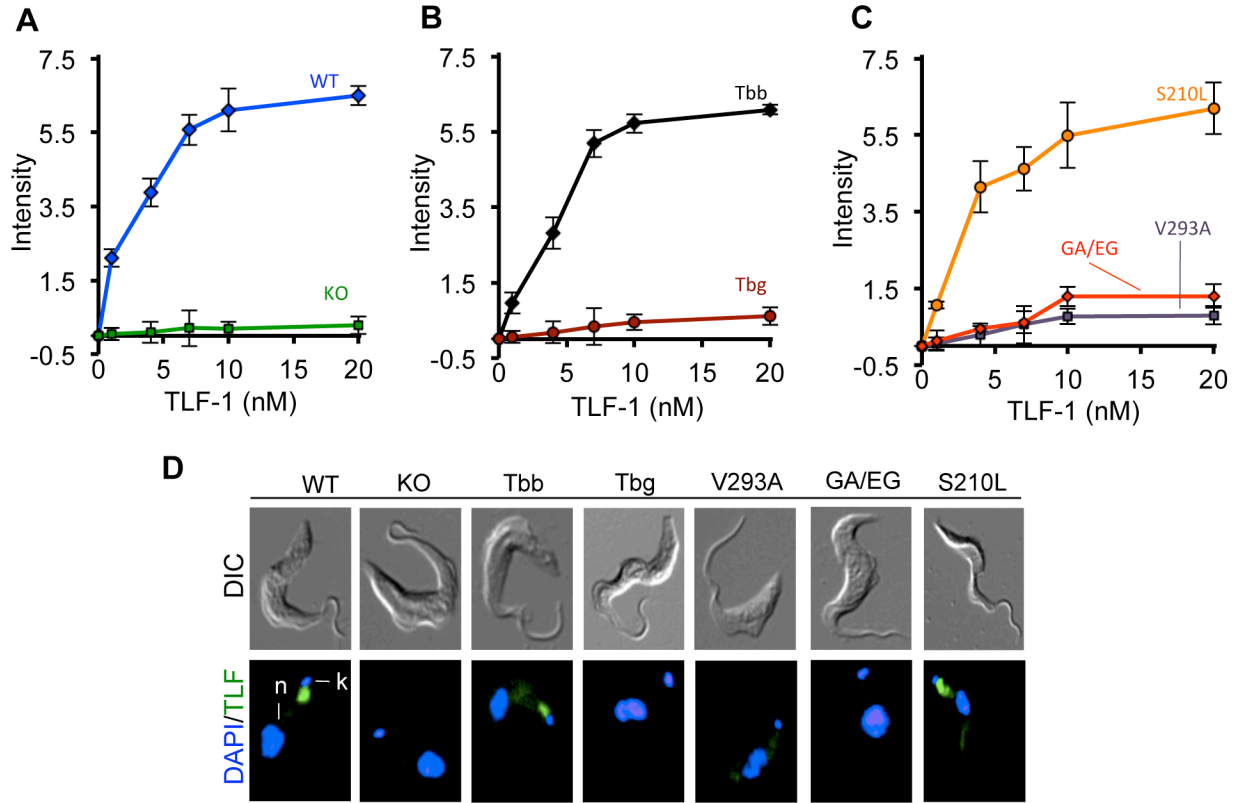 A
7.5
5.5
3.5
1.5
-0.5
Intensity
WT
KO
0 5 10 15 20
TLF-1 (nM)
B
7.5
5.5
3.5
1.5
-0.5
Intensity
Tbb
Tbg
0 5 10 15 20
TLF-1 (nM)
C
7.5
5.5
3.5
1.5
-0.5
Intensity
S210L
V293A
GA/EG
0 5 10 15 20
TLF-1 (nM)
D
WT KO Tbb Tbg V293A GA/EG S210L
DIC
DAPI/TLF
n
k